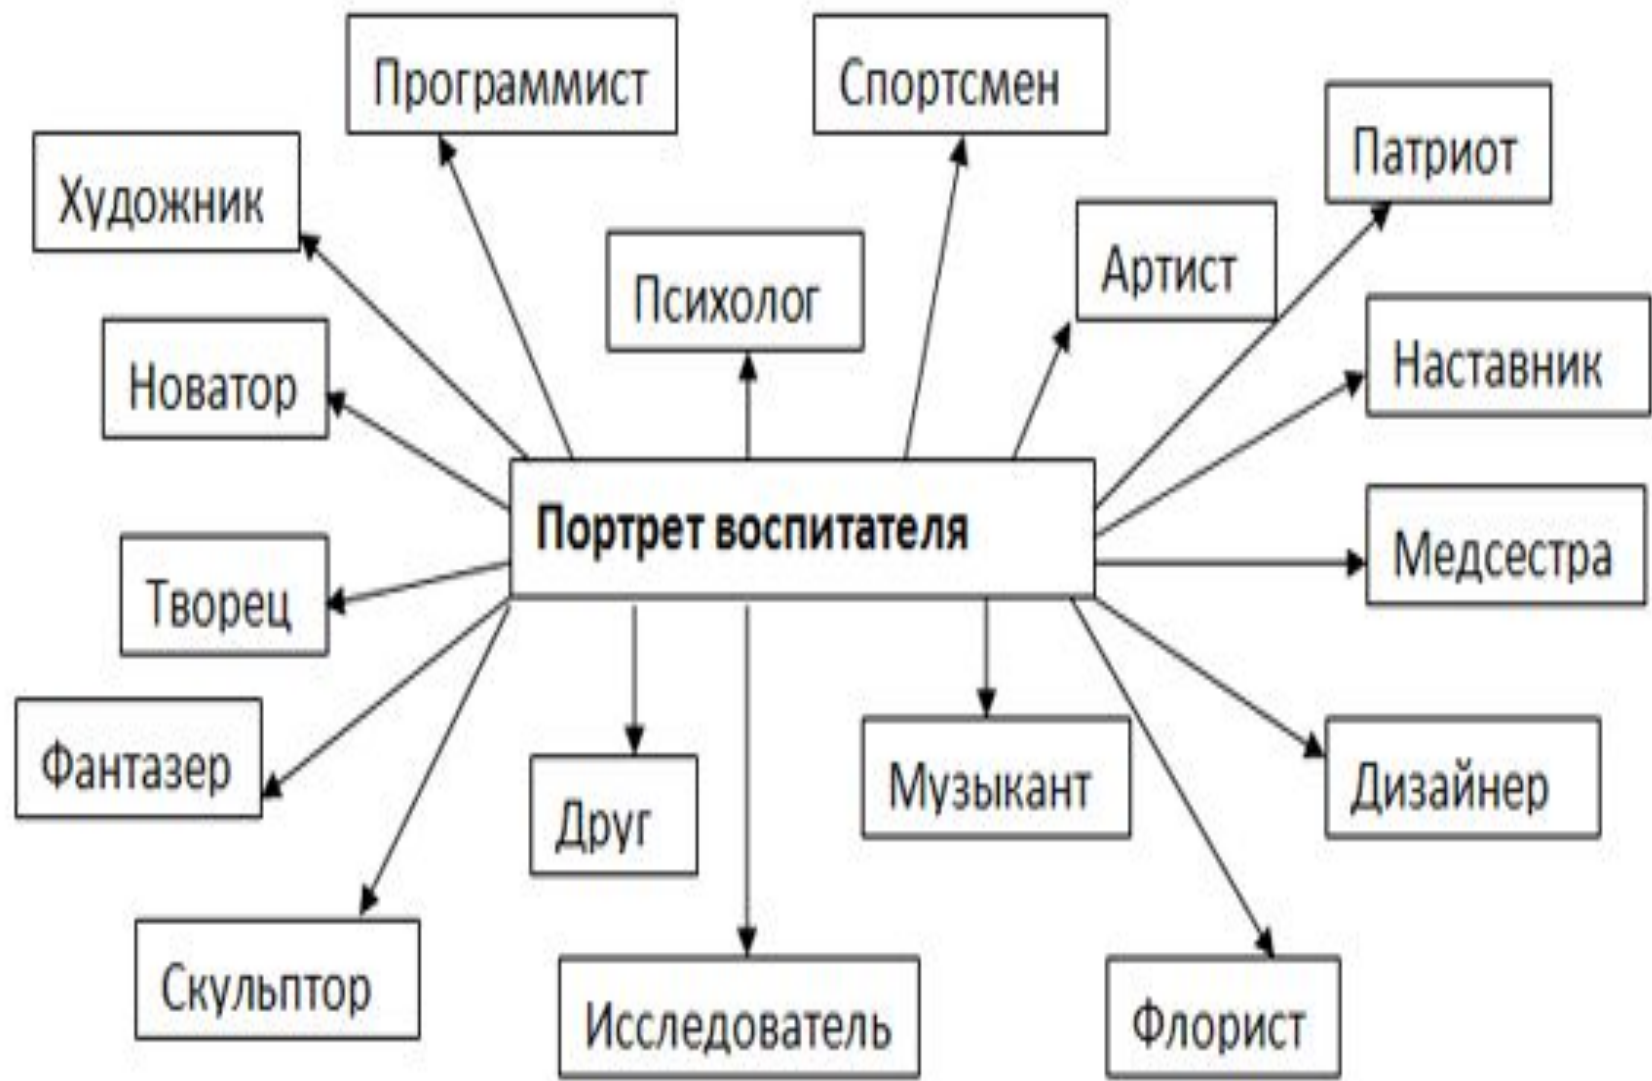 Программист
Спортсмен
Патриот
Художник
Артист
Психолог
Новатор
Наставник
Портрет воспитателя
Медсестра
Творец
Фантазер
Друг
Музыкант
Дизайнер
Скульптор
Исследователь
Флорист